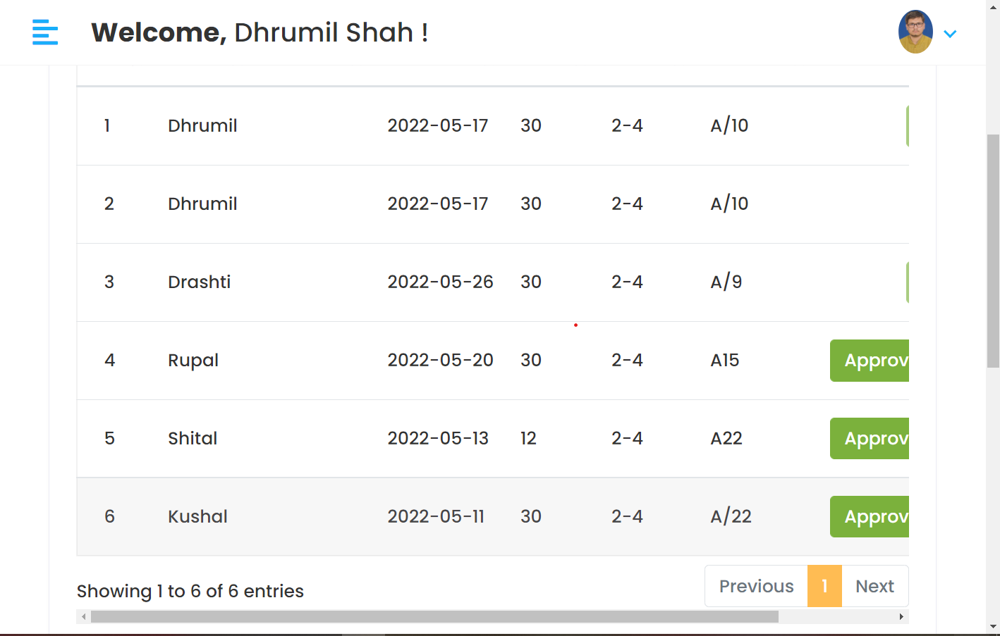 Welcome, Dhrumil Shah !
1 Dhrumil 2022-05-17 30 2-4 A/10
2 Dhrumil 2022-05-17 30 2-4 A/10
3 Drashti 2022-05-26 30 2-4 A/9
4 Rupal 2022-05-20 30 2-4 A15 Approv
5 Shital 2022-05-13 12 2-4 A22 Approv
6 Kushal 2022-05-11 30 2-4 A/22 Approv
Showing 1 to 6 of 6 entries Previous 1 Next